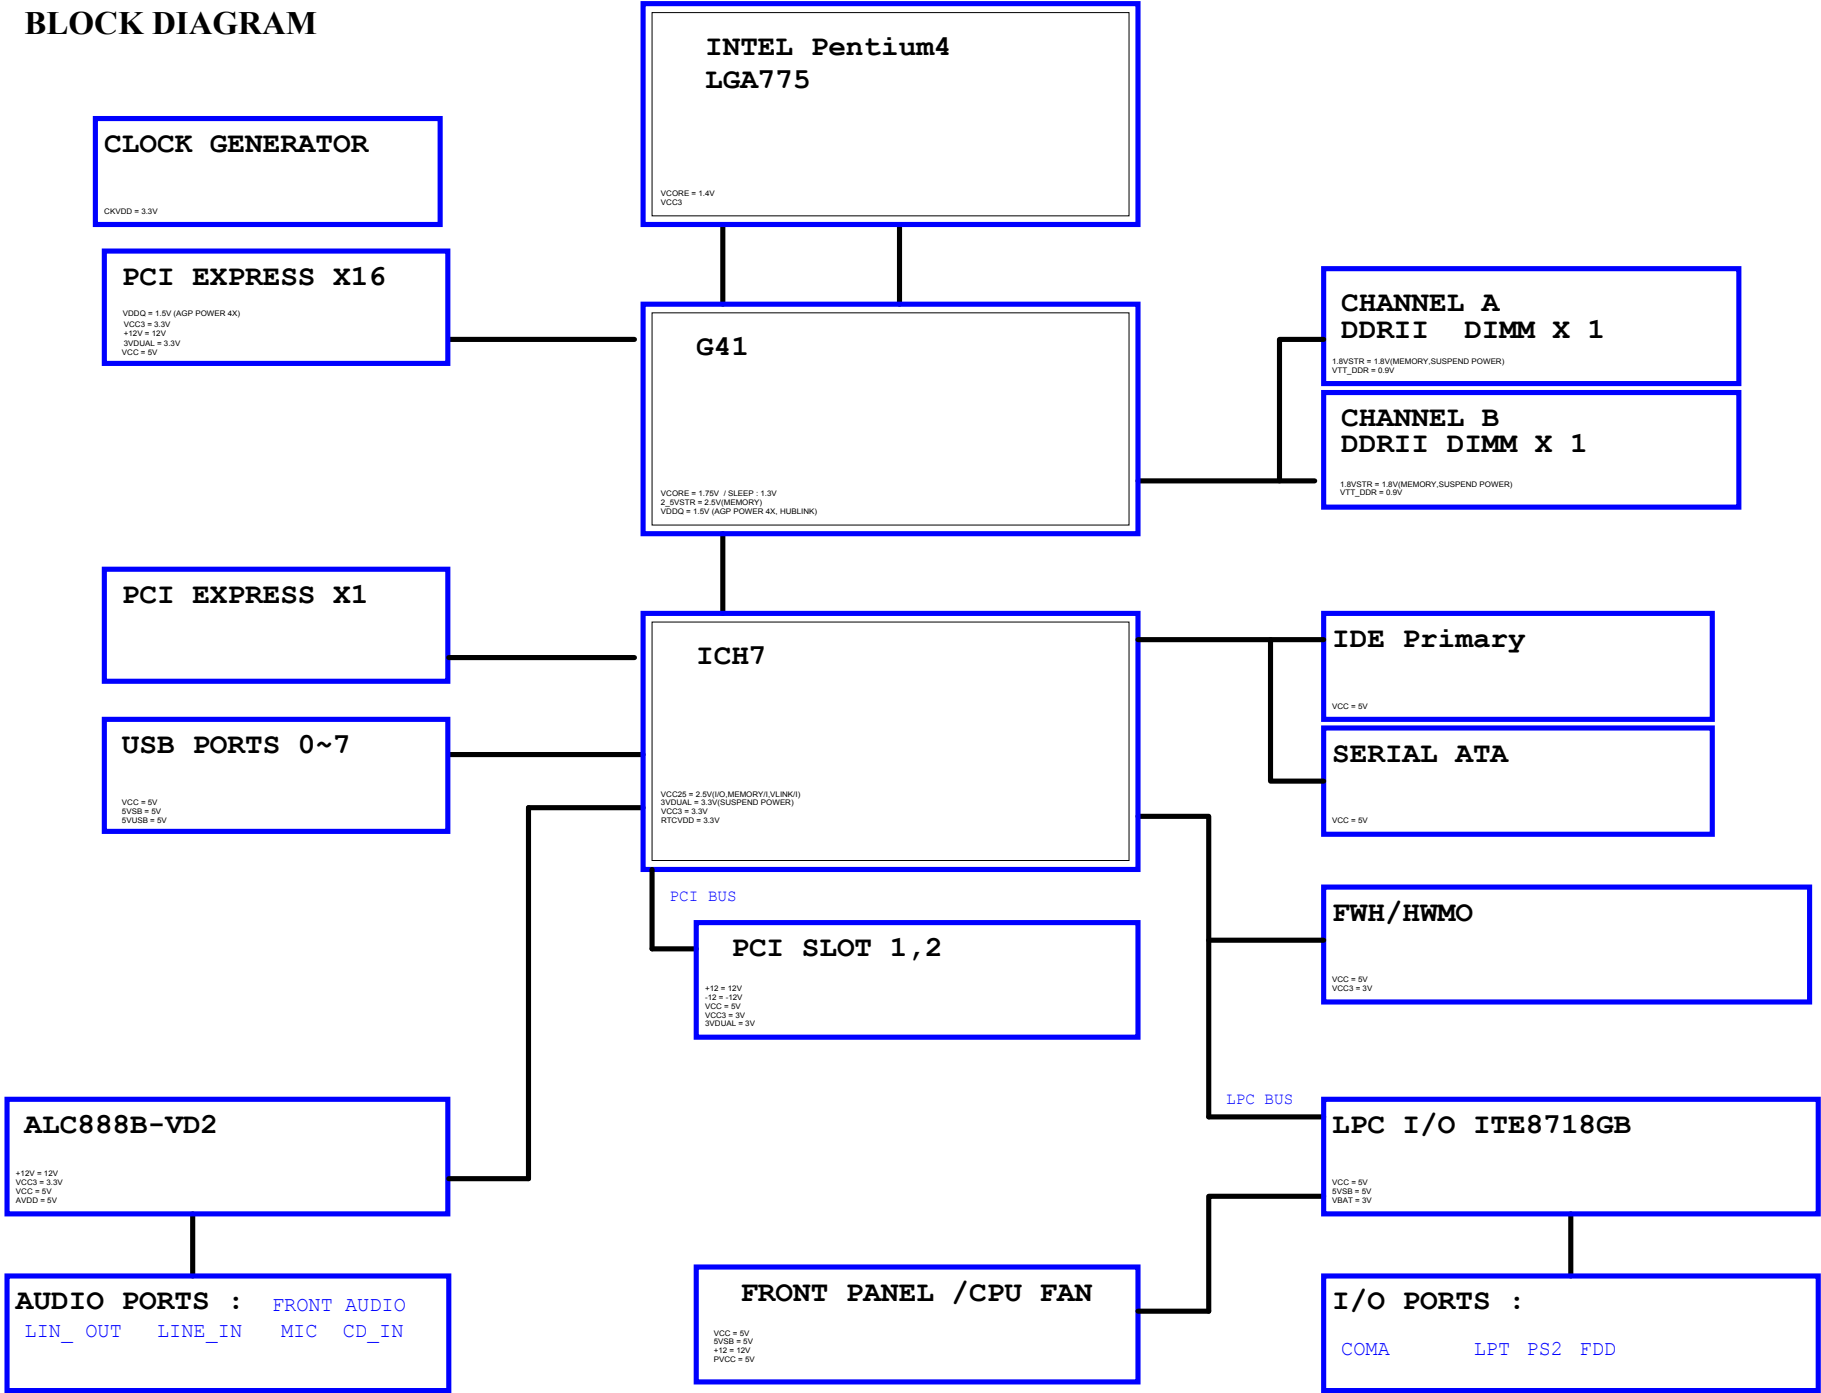 BLOCK DIAGRAM
INTEL Pentium4
LGA775
VCORE = 1.4V
VCC3
CLOCK GENERATOR
CKVDD = 3.3V
PCI EXPRESS X16
VDDQ = 1.5V (AGP POWER 4X)
VCC3 = 3.3V
+12V = 12V
3VDUAL = 3.3V
VCC = 5V
G41
VCORE = 1.75V / SLEEP : 1.3V
2_5VSTR = 2.5V(MEMORY)
VDDQ = 1.5V (AGP POWER 4X, HUBLINK)
CHANNEL A
DDRII DIMM X 1
1.8VSTR = 1.8V(MEMORY,SUSPEND POWER)
VTT_DDR = 0.9V
CHANNEL B
DDRII DIMM X 1
1.8VSTR = 1.8V(MEMORY,SUSPEND POWER)
VTT_DDR = 0.9V
PCI EXPRESS X1
ICH7
VCC25 = 2.5V(I/O,MEMORY/I,VLINK/I)
3VDUAL = 3.3V(SUSPEND POWER)
VCC3 = 3.3V
RTCVDD = 3.3V
IDE Primary
VCC = 5V
USB PORTS 0~7
VCC = 5V
5VSB = 5V
5VUSB = 5V
SERIAL ATA
VCC = 5V
PCI BUS
PCI SLOT 1,2
+12 = 12V
-12 = -12V
VCC = 5V
VCC3 = 3V
3VDUAL = 3V
FWH/HWMO
VCC = 5V
VCC3 = 3V
ALC888B-VD2
+12V = 12V
VCC3 = 3.3V
VCC = 5V
AVDD = 5V
LPC BUS
LPC I/O ITE8718GB
VCC = 5V
5VSB = 5V
VBAT = 3V
AUDIO PORTS : FRONT AUDIO
LIN_ OUT LINE_IN MIC CD_IN
FRONT PANEL /CPU FAN
VCC = 5V
5VSB = 5V
+12 = 12V
PVCC = 5V
I/O PORTS :
COMA LPT PS2 FDD